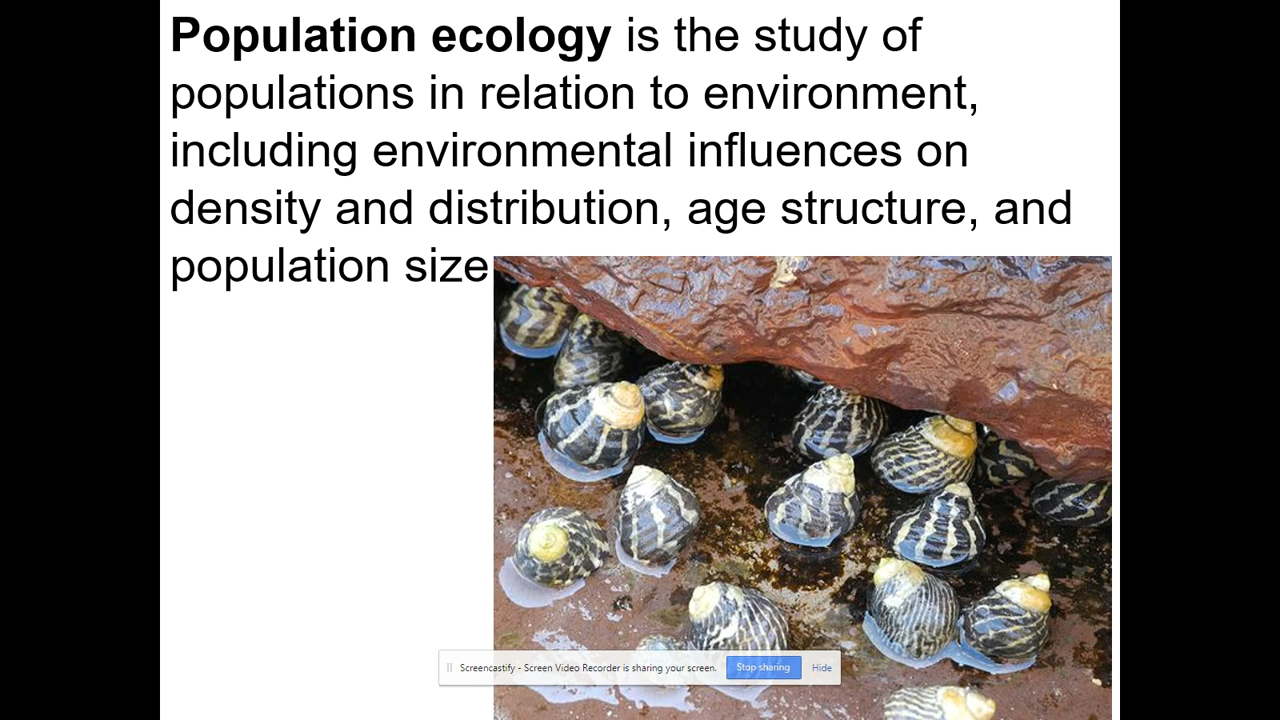 Population ecology is the study of
populations in relation to environment,
including environmental influences on
density and distribution, age structure, and
population size
Screencastify - Screen Video Recorder is sharing your screen. Stop sharing Hide